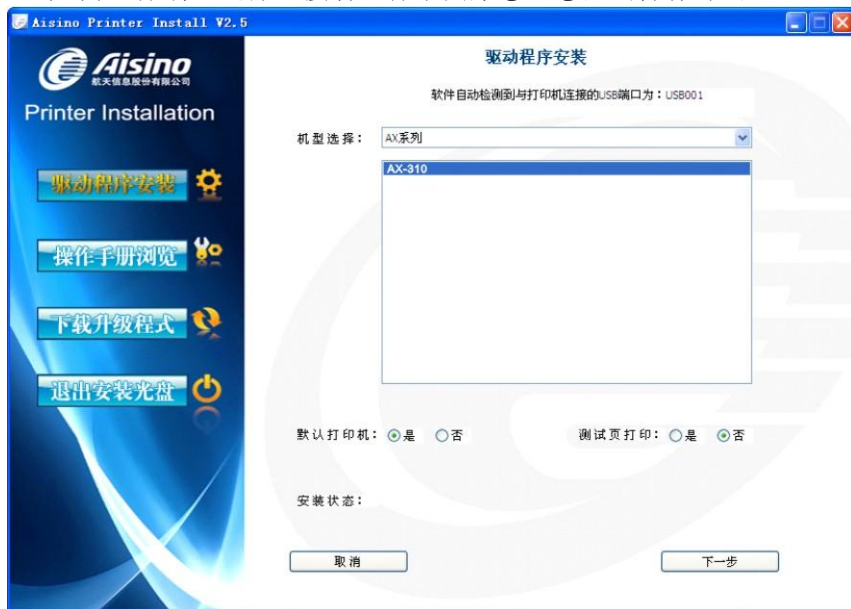 Aisino Printer Install V2.5
Aisino
航天信息股份有限公司
Printer Installation
驱动程序安装
操作手册浏览
下载升级程式
退出安装光盘
驱动程序安装
软件自动检测到与打印机连接的USB端口为：USB001
机型选择： AX系列
AX-310
默认打印机： 是 否 测试页打印： 是 否
安装状态：
取消 下一步